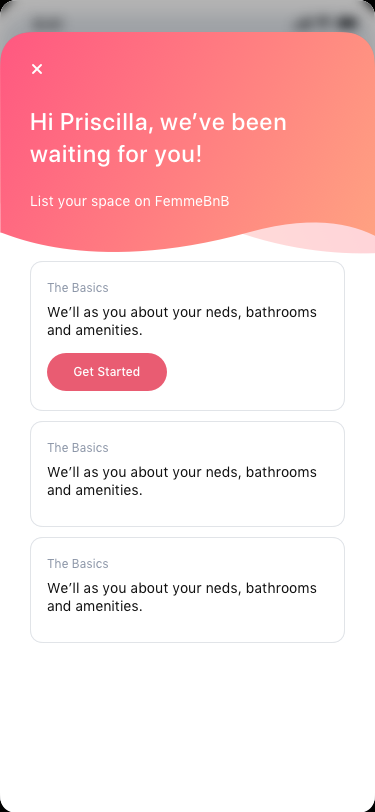 Hi Priscilla, we’ve been
waiting for you!
List your space on FemmeBnB
The Basics
We’ll as you about your neds, bathrooms
and amenities.
Get Started
The Basics
We’ll as you about your neds, bathrooms
and amenities.
The Basics
We’ll as you about your neds, bathrooms
and amenities.